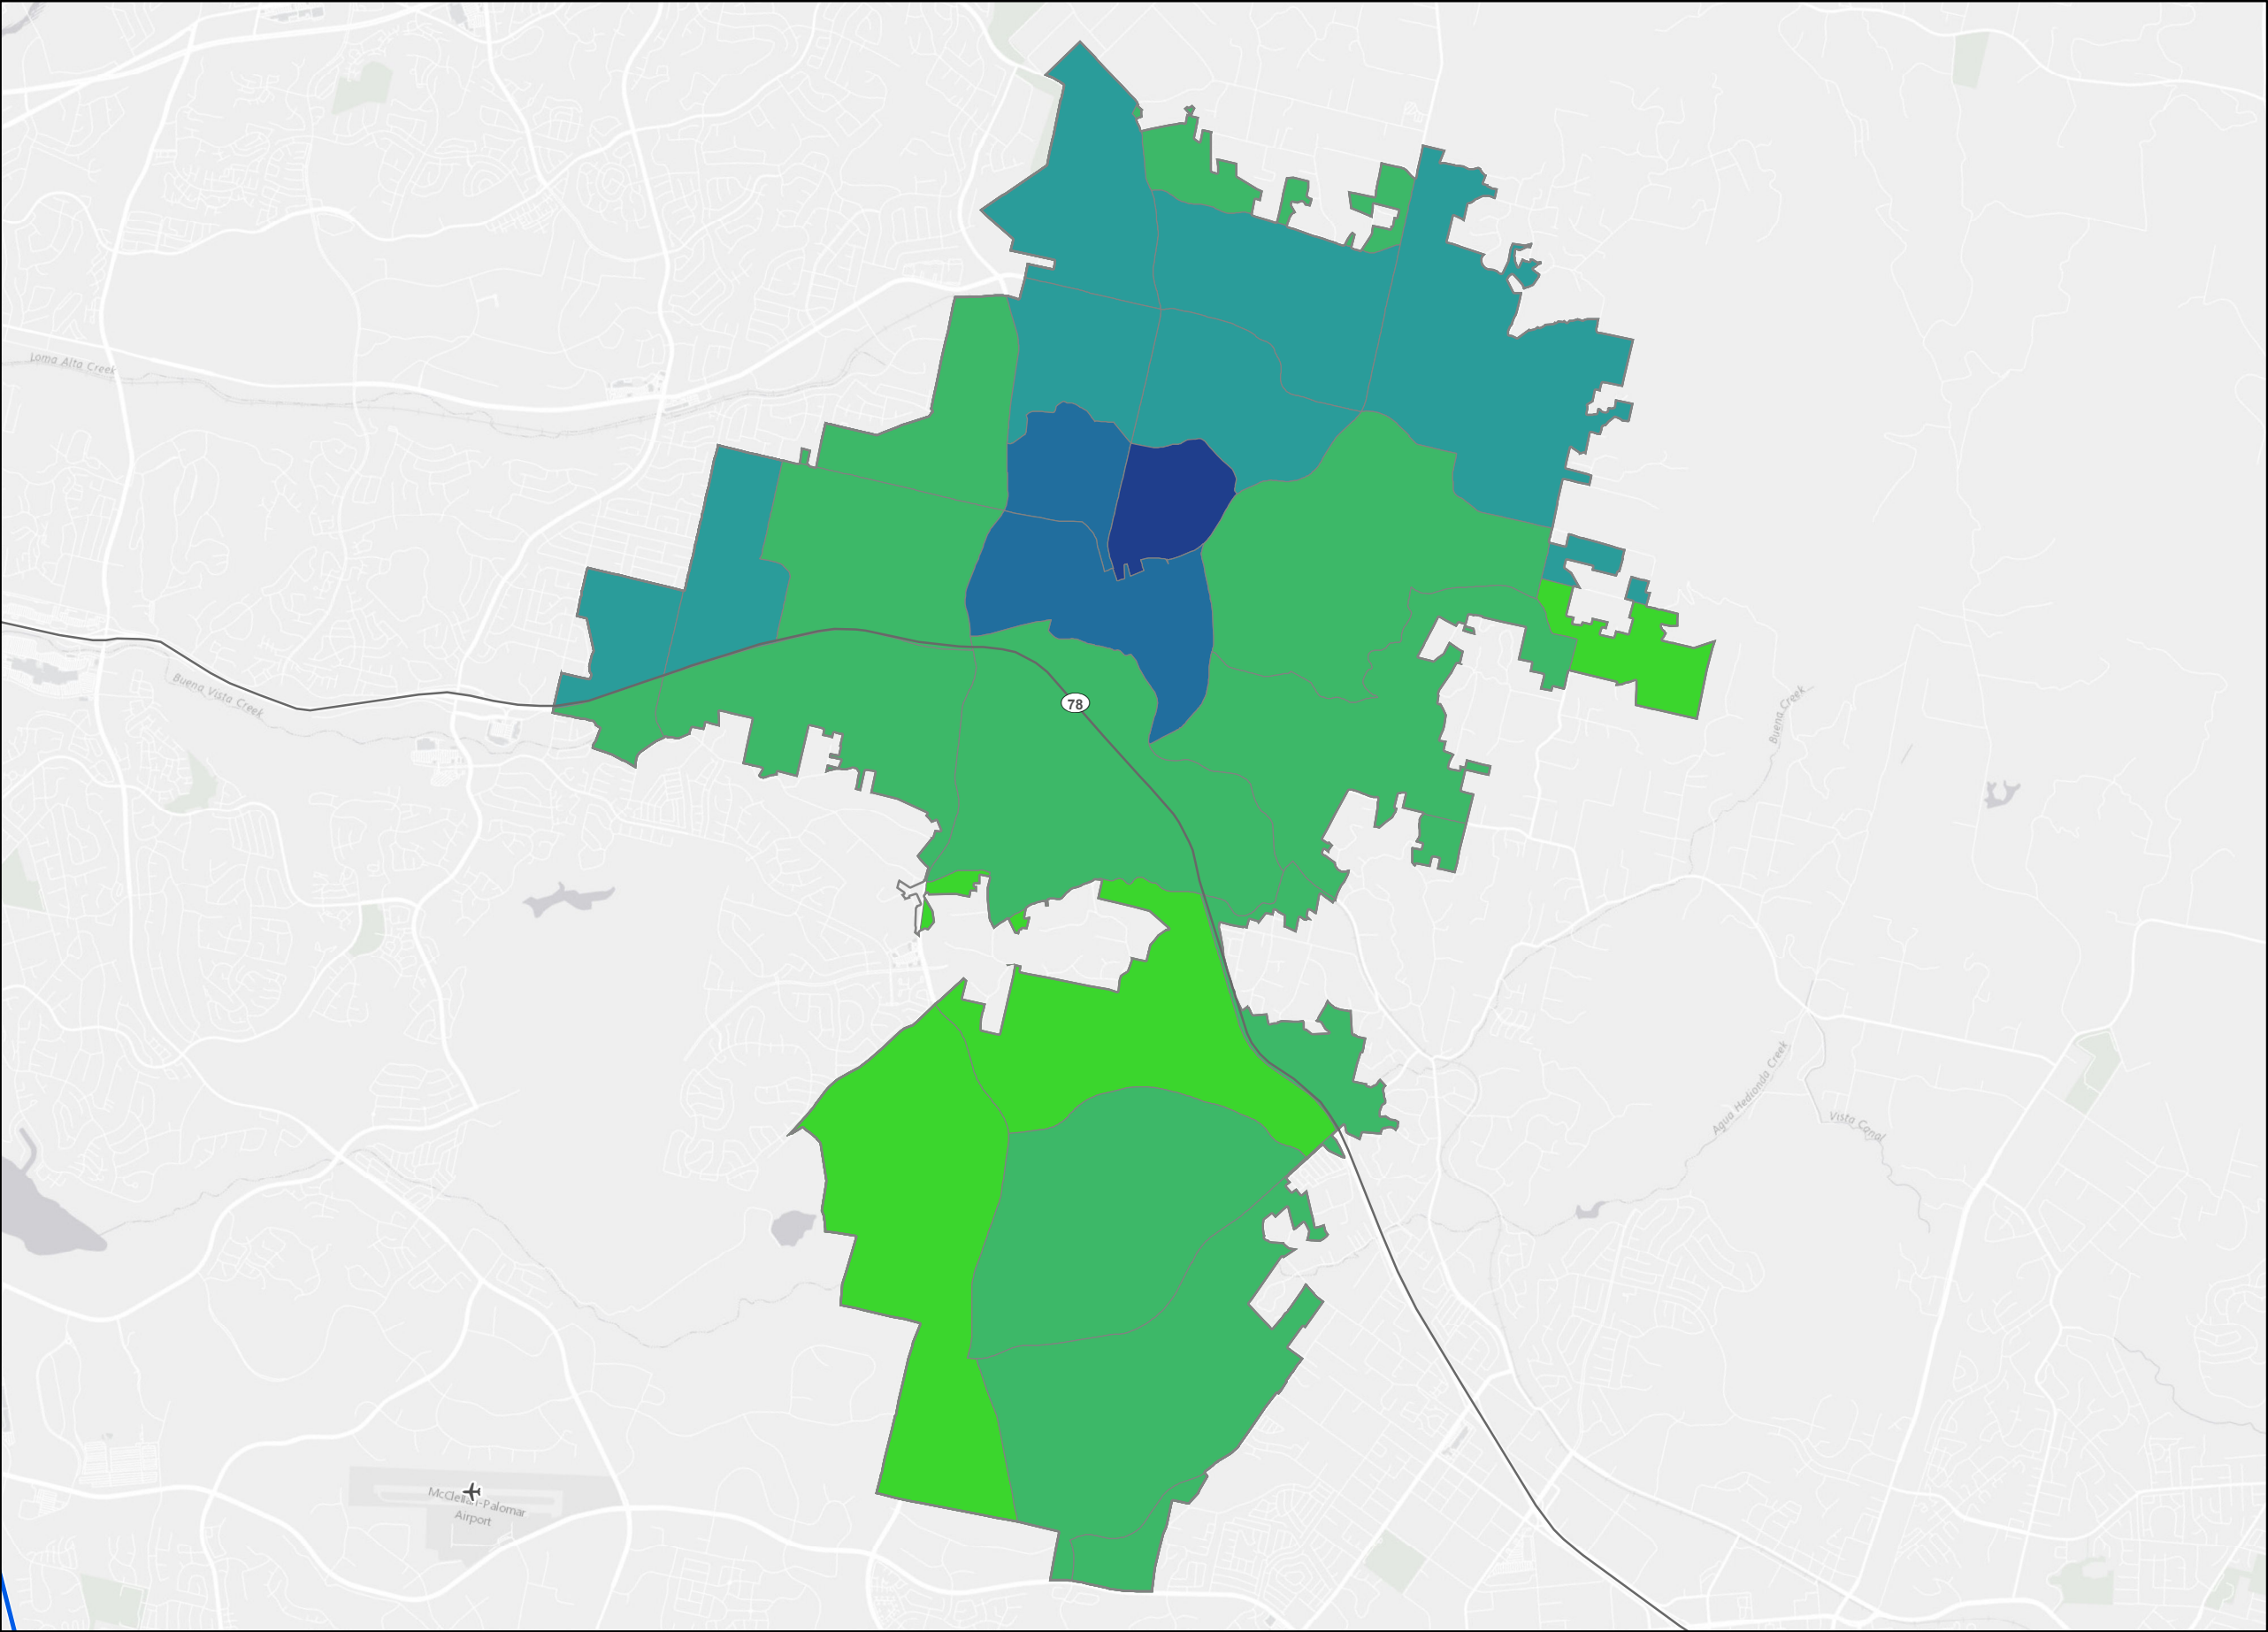 Loma Alta Creek
Buena Vista Creek
78
Buena Creek
Agua Hedionda Creek
Vista Canal
McClellan-Palomar
Airport